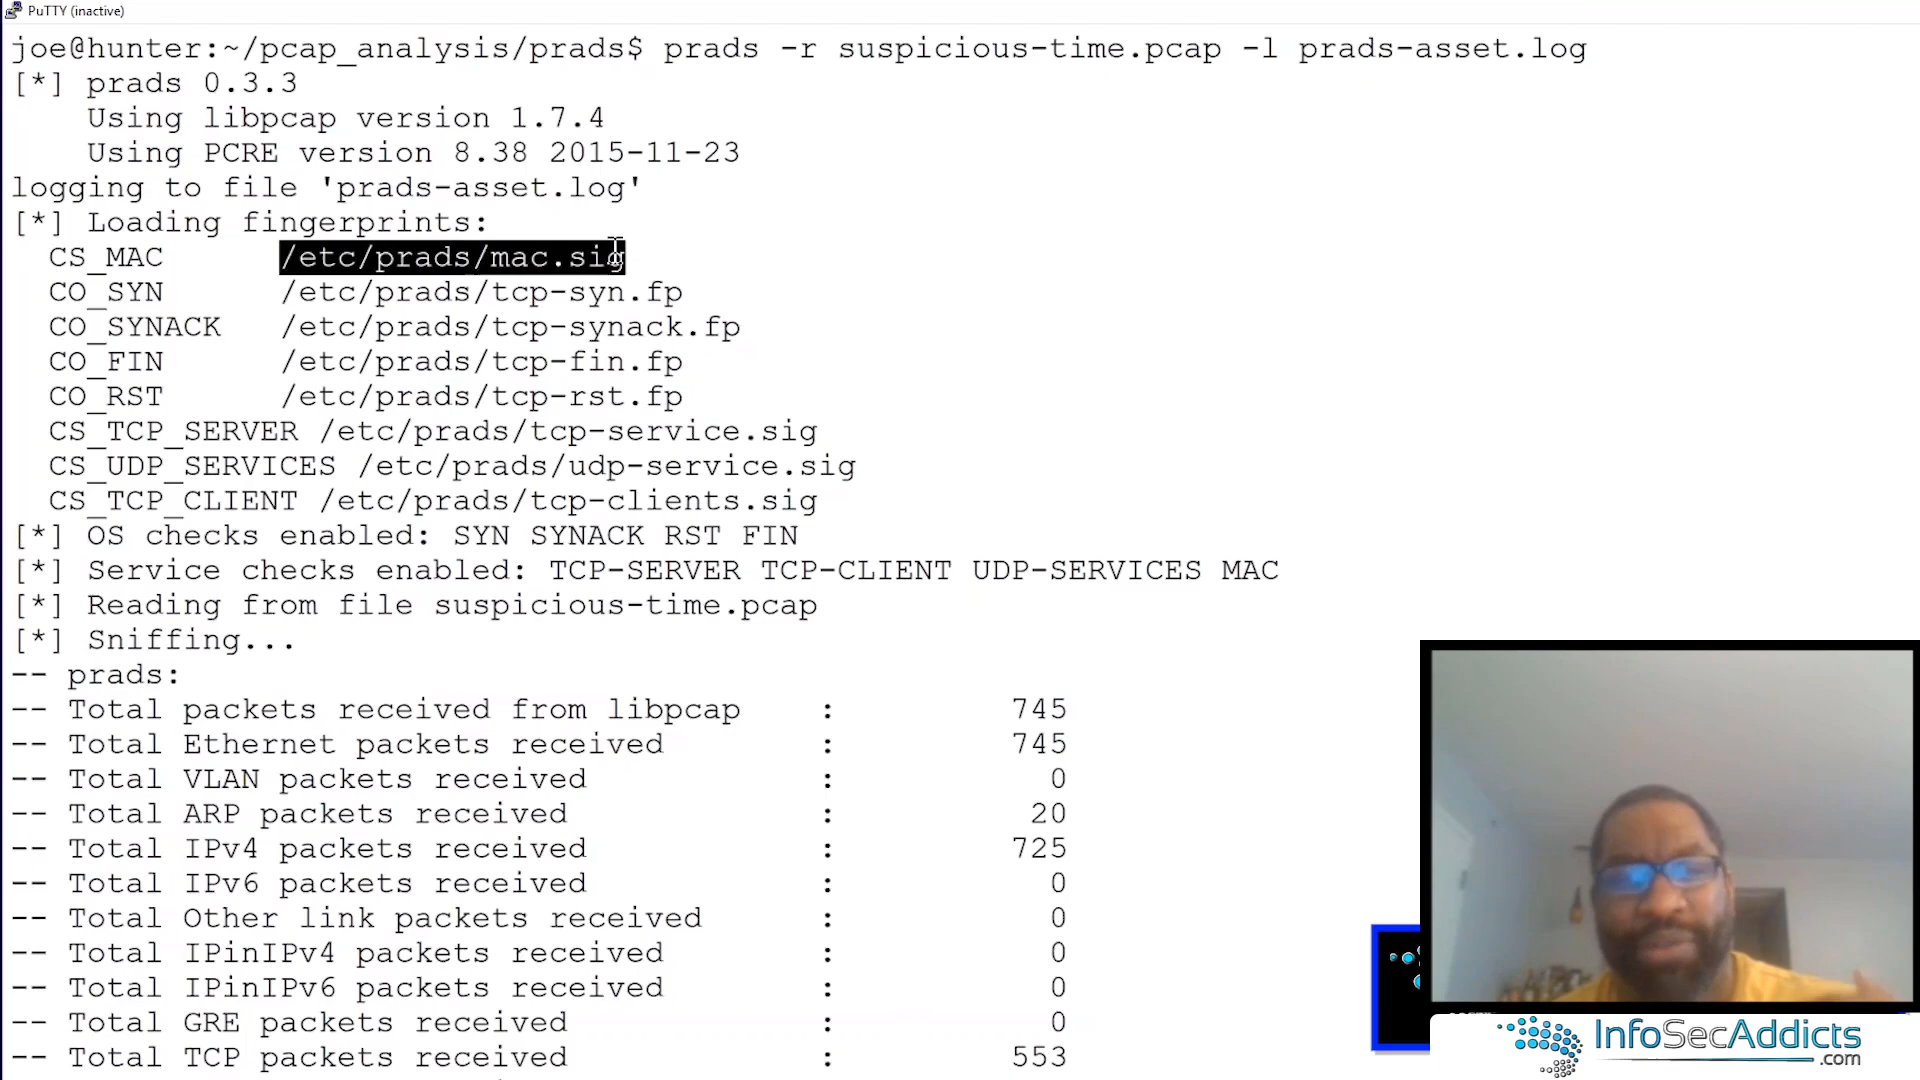 PuTTY (inactive)
joe@hunter:~/pcap_analysis/prads$ prads -r suspicious-time.pcap -l prads-asset.log
[*] prads 0.3.3
Using libpcap version 1.7.4
Using PCRE version 8.38 2015-11-23
logging to file 'prads-asset.log'
[*] Loading fingerprints:
CS_MAC /etc/prads/mac.sig
CO_SYN /etc/prads/tcp-syn.fp
CO_SYNACK /etc/prads/tcp-synack.fp
CO_FIN /etc/prads/tcp-fin.fp
CO_RST /etc/prads/tcp-rst.fp
CS_TCP_SERVER /etc/prads/tcp-service.sig
CS_UDP_SERVICES /etc/prads/udp-service.sig
CS_TCP_CLIENT /etc/prads/tcp-clients.sig
[*] OS checks enabled: SYN SYNACK RST FIN
[*] Service checks enabled: TCP-SERVER TCP-CLIENT UDP-SERVICES MAC
[*] Reading from file suspicious-time.pcap
[*] Sniffing...
-- prads:
-- Total packets received from libpcap : 745
-- Total Ethernet packets received : 745
-- Total VLAN packets received : 0
-- Total ARP packets received : 20
-- Total IPv4 packets received : 725
-- Total IPv6 packets received : 0
-- Total Other link packets received : 0
-- Total IPinIPv4 packets received : 0
-- Total IPinIPv6 packets received : 0
-- Total GRE packets received : 0
-- Total TCP packets received : 553
InfoSecAddicts
.com